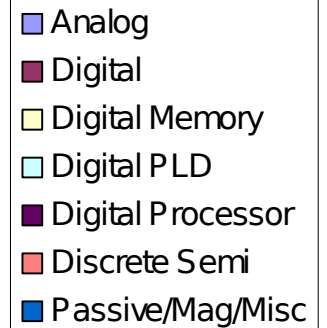 Analog
Digital
Digital Memory
Digital PLD
Digital Processor
Discrete Semi
Passive/Mag/Misc